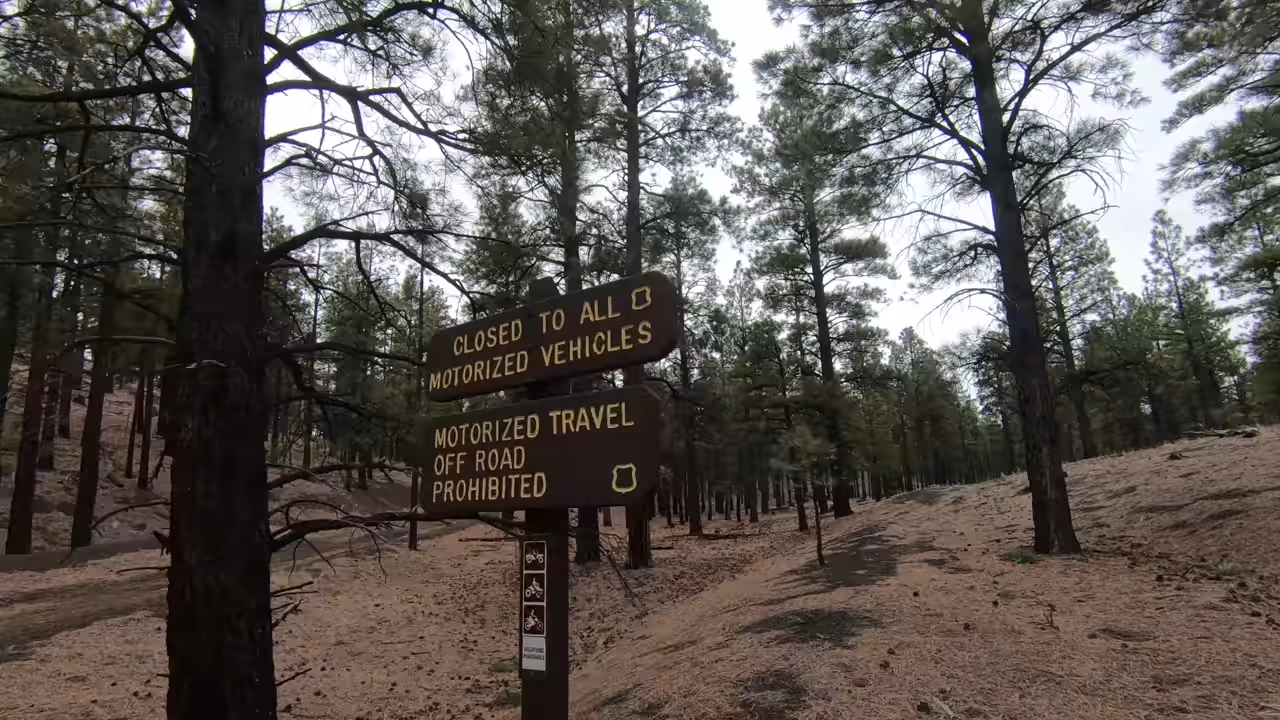 CLOSED TO ALL
MOTORIZED VEHICLES
MOTORIZED TRAVEL
OFF ROAD
PROHIBITED